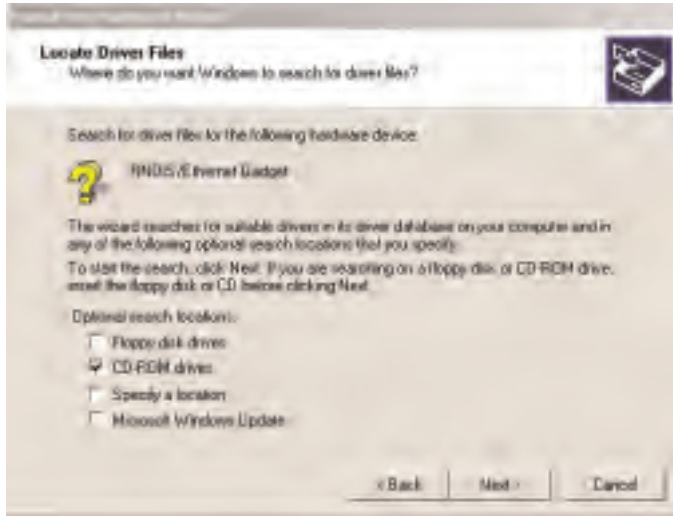 Locate Driver Files
Where do you want Windows to search for driver files?
Search for driver files for the following hardware device:
RNDIS/Ethernet Gadget
The wizard searches for suitable drivers in its driver database on your computer and in
any of the following optional search locations that you specify.
To start the search, click Next. If you are searching on a floppy disk or CD-ROM drive,
insert the floppy disk or CD before clicking Next.
Optional search locations:
Floppy disk drives
CD-ROM drives
Specify a location
Microsoft Windows Update
< Back
Next >
Cancel